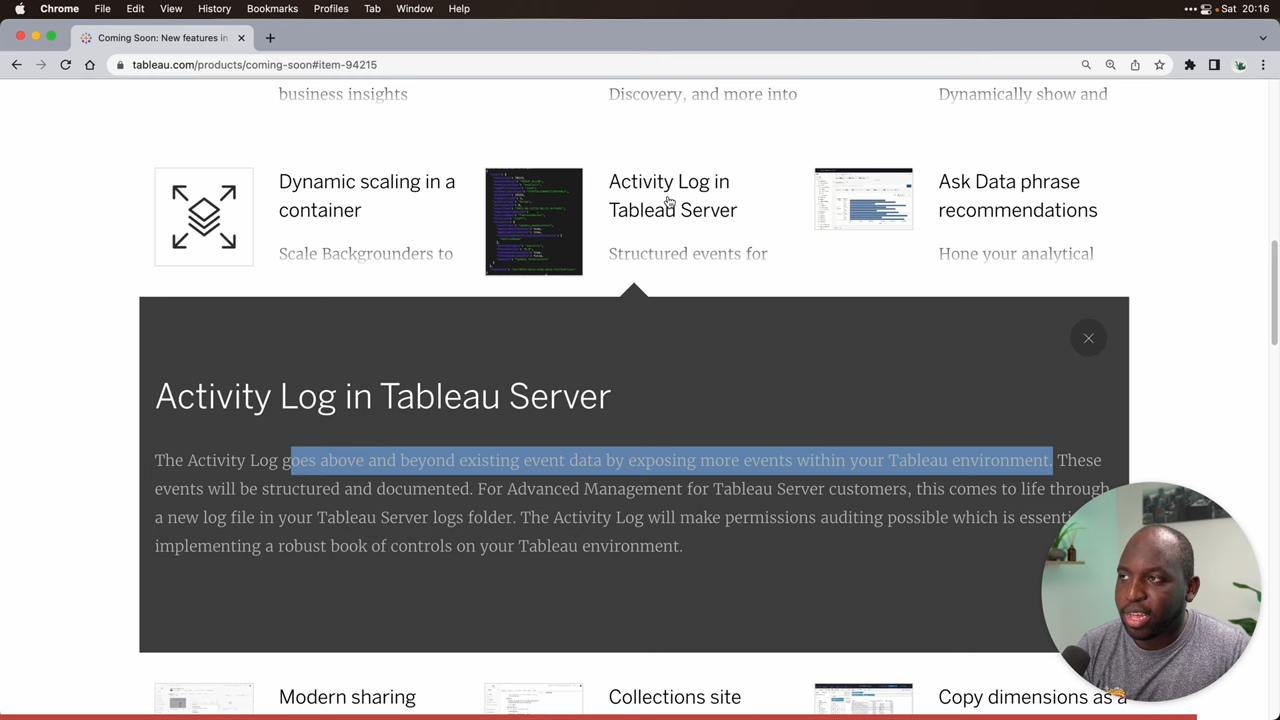 Chrome File Edit View History Bookmarks Profiles Tab Window Help
Sat 20:16
Coming Soon: New features in
tableau.com/products/coming-soon#item-94215
business insights
Discovery, and more into
Dynamically show and
Dynamic scaling in a
container
Scale Backgrounders
Activity Log in
Tableau Server
Structured events for
Ask Data phrase
recommendation
your analytical
Activity Log in Tableau Server
The Activity Log goes above and beyond existing event data by exposing more events within your Tableau environment. These
events will be structured and documented. For Advanced Management for Tableau Server customers, this comes to life through
a new log file in your Tableau Server logs folder. The Activity Log will make permissions auditing possible which is
implementing a robust book of controls on your Tableau environment.
Modern sharing
Collections site
Copy dimensions as